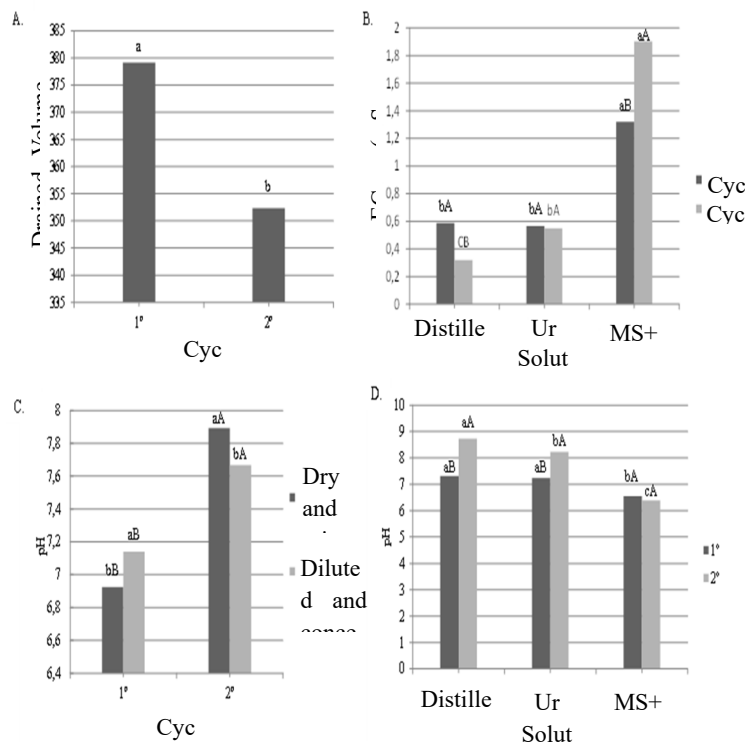 A.
385
380
375
370
365
360
355
350
345
340
335
a
b
1º
2º
Cyc
Drained Volume
B.
2
1,8
1,6
1,4
1,2
1
0,8
0,6
0,4
0,2
0
bA
CB
bA
bA
aB
aA
Distille
Ur
MS+
Solut
Cyc
Cyc
C.
8
7,8
7,6
7,4
7,2
7
6,8
6,6
6,4
pH
bB
aB
aA
bA
1º
2º
Cyc
Dry
and
Dilute
d and
conce
D.
10
9
8
7
6
5
4
3
2
1
0
pH
aB
aA
aB
bA
bA
cA
Distille
Ur
MS+
Solut
1º
2º